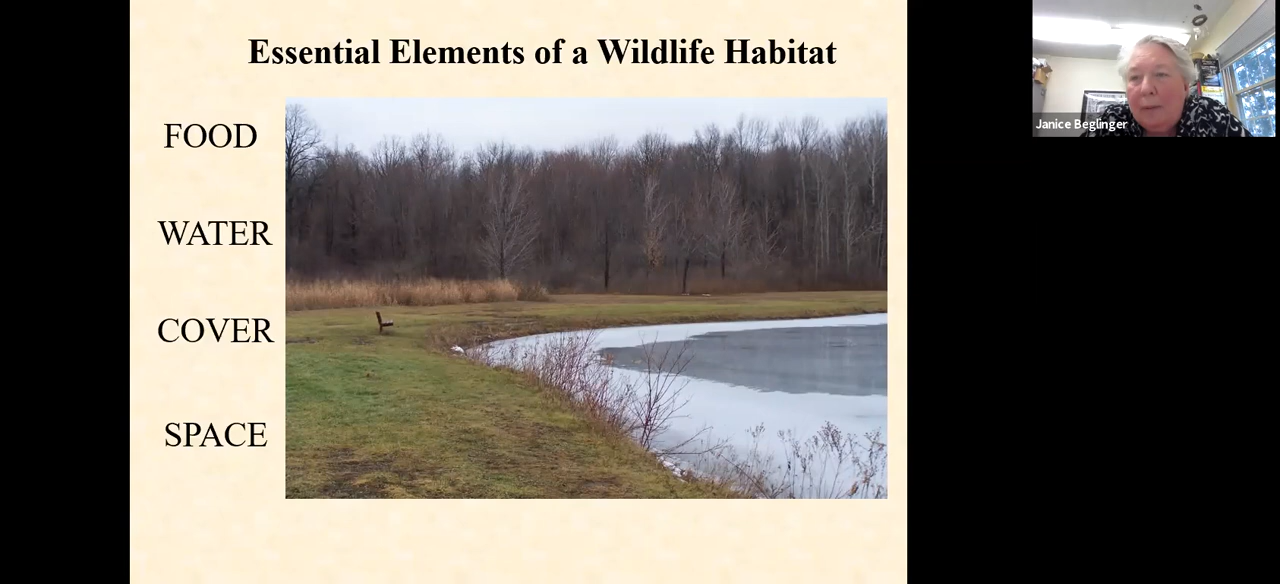 Essential Elements of a Wildlife Habitat
FOOD
WATER
COVER
SPACE
Janice Beglinger